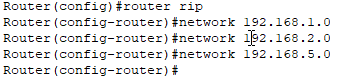 Router(config)#router rip
Router(config-router)#network 192.168.1.0
Router(config-router)#network 192.168.2.0
Router(config-router)#network 192.168.5.0
Router(config-router)#